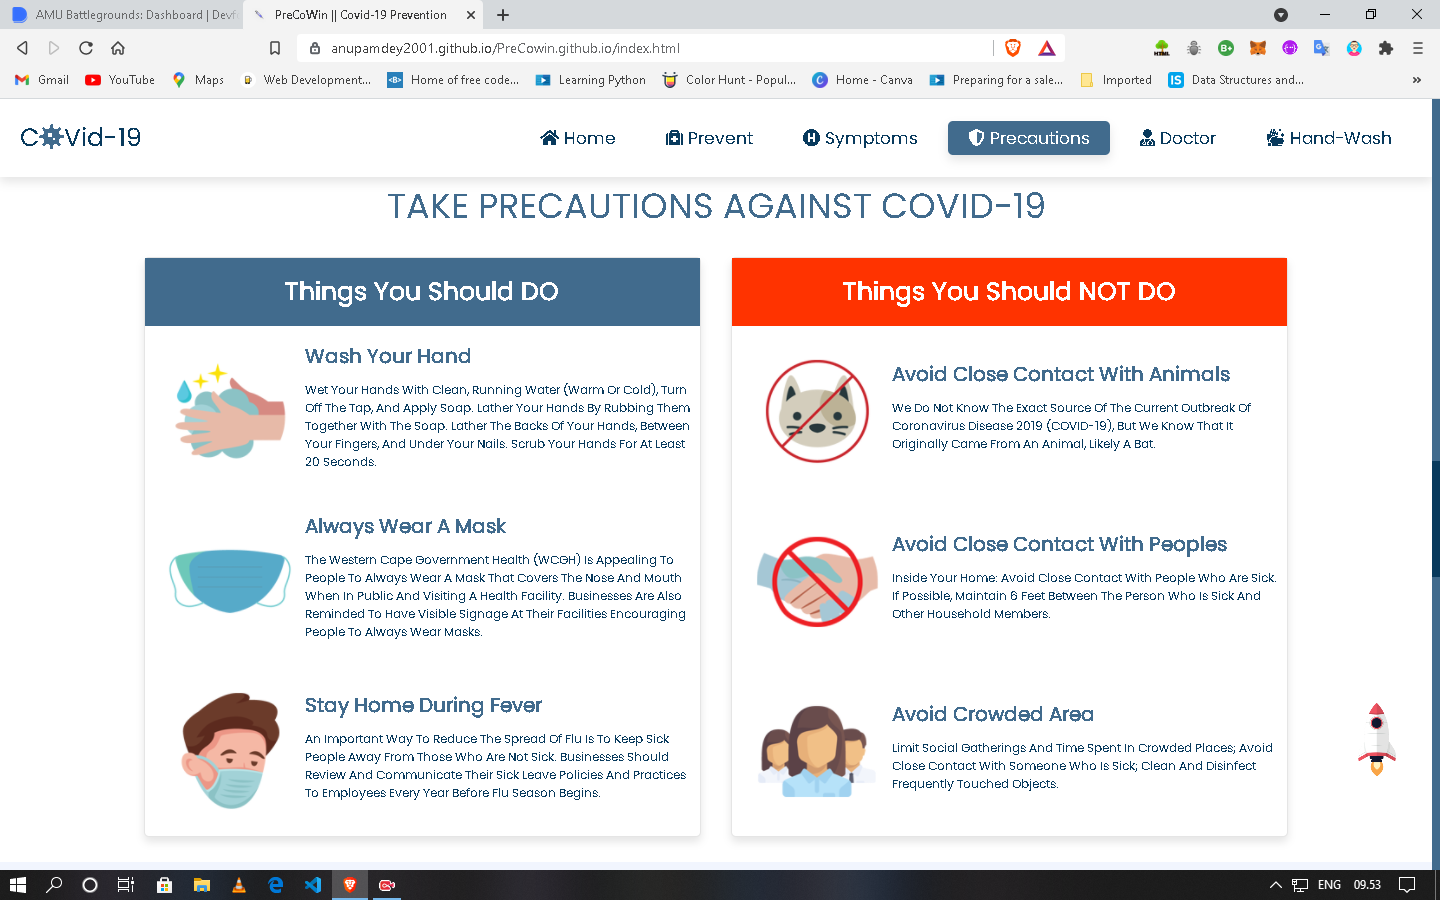 AMU Battlegrounds: Dashboard | Devf
PreCoWin || Covid-19 Prevention
anupamdey2001.github.io/PreCowin.github.io/index.html
Gmail
YouTube
Maps
Web Development...
Home of free code...
Learning Python
Color Hunt - Popul...
Home - Canva
Preparing for a sale...
Imported
Data Structures and...
COVid-19
Home
Prevent
Symptoms
Precautions
Doctor
Hand-Wash
TAKE PRECAUTIONS AGAINST COVID-19
Things You Should DO
Wash Your Hand
Wet Your Hands With Clean, Running Water (Warm Or Cold), Turn
Off The Tap, And Apply Soap. Lather Your Hands By Rubbing Them
Together With The Soap. Lather The Backs Of Your Hands, Between
Your Fingers, And Under Your Nails. Scrub Your Hands For At Least
20 Seconds.
Always Wear A Mask
The Western Cape Government Health (WCGH) Is Appealing To
People To Always Wear A Mask That Covers The Nose And Mouth
When In Public And Visiting A Health Facility. Businesses Are Also
Reminded To Have Visible Signage At Their Facilities Encouraging
People To Always Wear Masks.
Stay Home During Fever
An Important Way To Reduce The Spread Of Flu Is To Keep Sick
People Away From Those Who Are Not Sick. Businesses Should
Review And Communicate Their Sick Leave Policies And Practices
To Employees Every Year Before Flu Season Begins.
Things You Should NOT DO
Avoid Close Contact With Animals
We Do Not Know The Exact Source Of The Current Outbreak Of
Coronavirus Disease 2019 (COVID-19), But We Know That It
Originally Came From An Animal, Likely A Bat.
Avoid Close Contact With Peoples
Inside Your Home: Avoid Close Contact With People Who Are Sick.
If Possible, Maintain 6 Feet Between The Person Who Is Sick And
Other Household Members.
Avoid Crowded Area
Limit Social Gatherings And Time Spent In Crowded Places; Avoid
Close Contact With Someone Who Is Sick; Clean And Disinfect
Frequently Touched Objects.
ENG
09.53